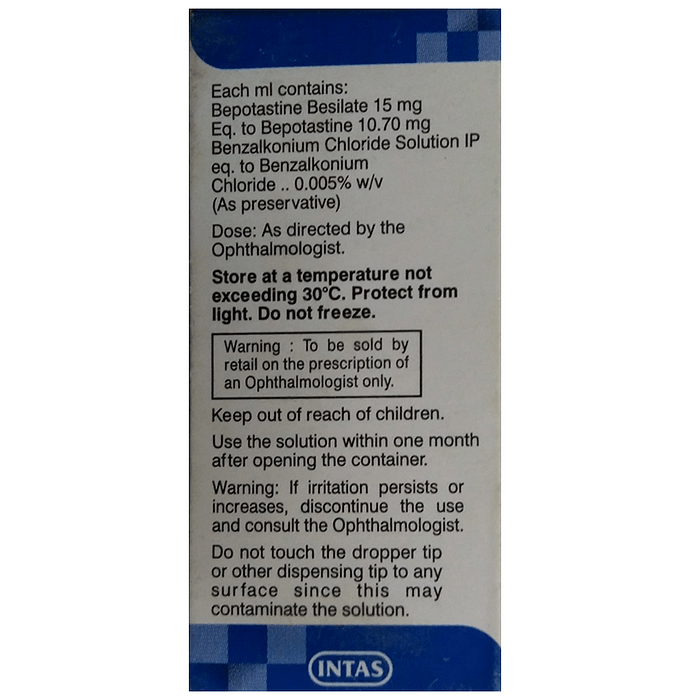 Each ml contains:
Bepotastine Besilate 15 mg
Eq. to Bepotastine 10.70 mg
Benzalkonium Chloride Solution IP
eq. to Benzalkonium
Chloride .. 0.005% w/v
(As preservative)
Dose: As directed by the
Ophthalmologist.
Store at a temperature not
exceeding 30°C. Protect from
light. Do not freeze.
Warning : To be sold by
retail on the prescription of
an Ophthalmologist only.
Keep out of reach of children.
Use the solution within one month
after opening the container.
Warning: If irritation persists or
increases, discontinue the use
and consult the Ophthalmologist.
Do not touch the dropper tip
or other dispensing tip to any
surface since this may
contaminate the solution.
INTAS